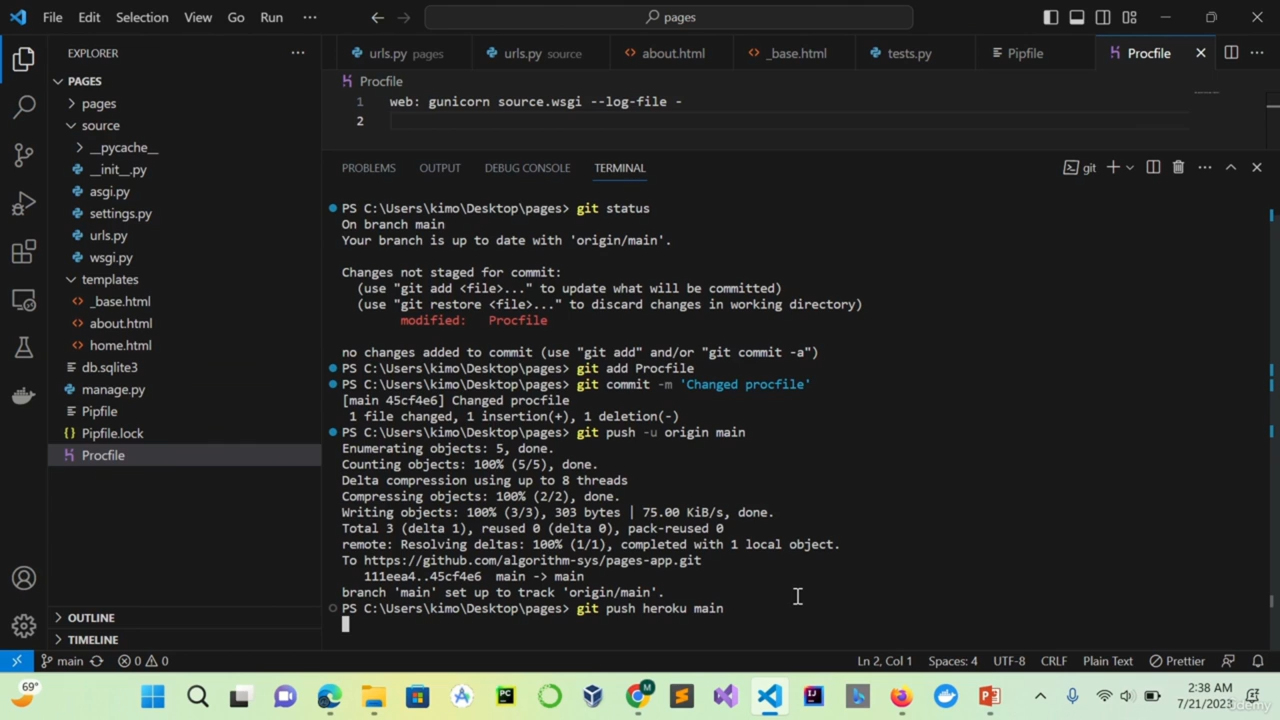 File Edit Selection View Go Run ··· pages
EXPLORER ···
urls.py pages urls.py source about.html _base.html tests.py Pipfile Procfile
PAGES
pages
source
__pycache__
__init__.py
asgi.py
settings.py
urls.py
wsgi.py
templates
_base.html
about.html
home.html
db.sqlite3
manage.py
Pipfile
Pipfile.lock
Procfile
OUTLINE
TIMELINE
Procfile
1 web: gunicorn source.wsgi --log-file -
2
PROBLEMS OUTPUT DEBUG CONSOLE TERMINAL git
PS C:\Users\kimo\Desktop\pages> git status
On branch main
Your branch is up to date with 'origin/main'.
Changes not staged for commit:
(use "git add <file>..." to update what will be committed)
(use "git restore <file>..." to discard changes in working directory)
modified: Procfile
no changes added to commit (use "git add" and/or "git commit -a")
PS C:\Users\kimo\Desktop\pages> git add Procfile
PS C:\Users\kimo\Desktop\pages> git commit -m 'Changed procfile'
[main 45cf4e6] Changed procfile
1 file changed, 1 insertion(+), 1 deletion(-)
PS C:\Users\kimo\Desktop\pages> git push -u origin main
Enumerating objects: 5, done.
Counting objects: 100% (5/5), done.
Delta compression using up to 8 threads
Compressing objects: 100% (2/2), done.
Writing objects: 100% (3/3), 303 bytes | 75.00 KiB/s, done.
Total 3 (delta 1), reused 0 (delta 0), pack-reused 0
remote: Resolving deltas: 100% (1/1), completed with 1 local object.
To https://github.com/algorithm-sys/pages-app.git
111eea4..45cf4e6 main -> main
branch 'main' set up to track 'origin/main'.
PS C:\Users\kimo\Desktop\pages> git push heroku main
main 0 0 Ln 2, Col 1 Spaces: 4 UTF-8 CRLF Plain Text Prettier
69° PC M 2:38 AM
7/21/2023
Udemy